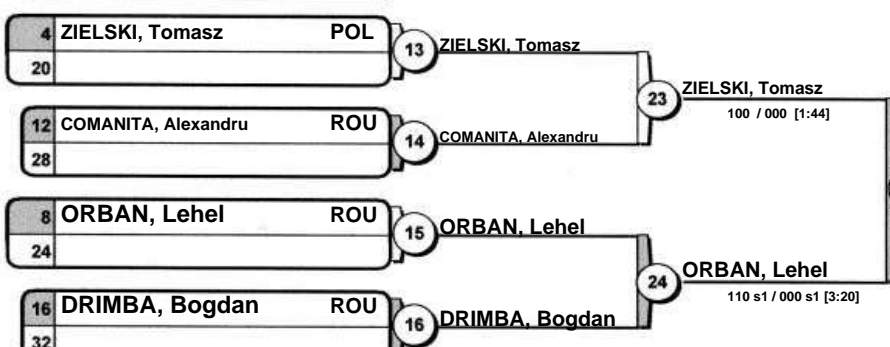 4 ZIELSKI, Tomasz POL
20
13 ZIELSKI, Tomasz
12 COMANITA, Alexandru ROU
28
14 COMANITA, Alexandru
23 ZIELSKI, Tomasz
100 / 000 [1:44]
8 ORBAN, Lehel ROU
24
15 ORBAN, Lehel
16 DRIMBA, Bogdan ROU
32
16 DRIMBA, Bogdan
24 ORBAN, Lehel
110 s1 / 000 s1 [3:20]